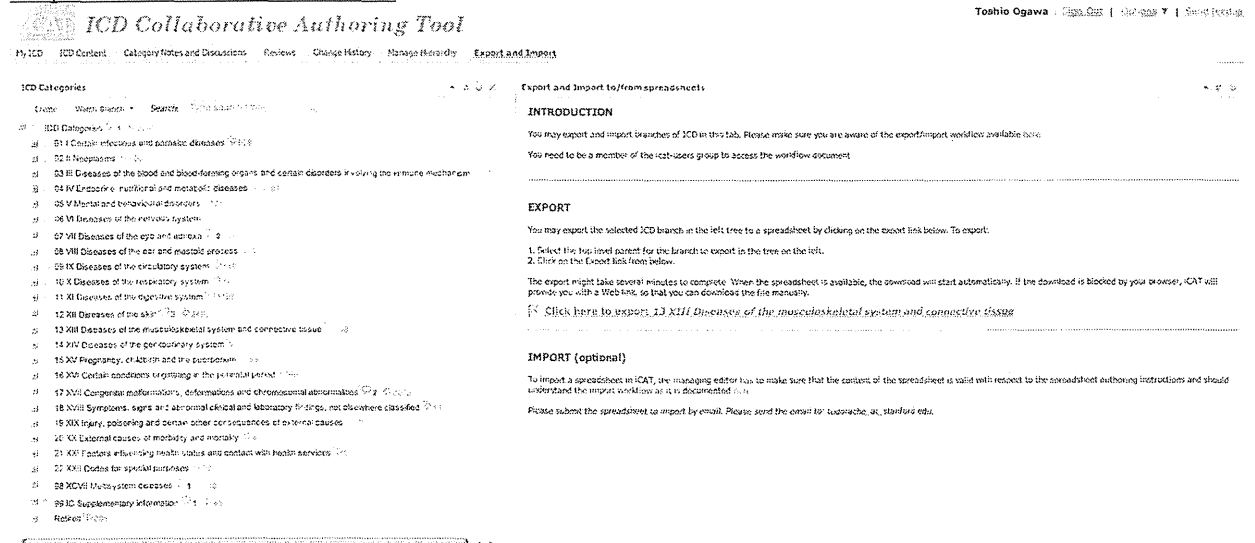 ICD Collaborative Authoring Tool
Toshio Ogawa | Sign Out | Options ▼ |
My ICD ICD Content Category Notes and Discussions Reviews Change History Manage Hierarchy Export and Import
ICD Categories
Create Watch Branch ▼ Search:
ICD Categories
01 I Certain infectious and parasitic diseases
02 II Neoplasms
03 III Diseases of the blood and blood-forming organs and certain disorders involving the immune mechanism
04 IV Endocrine, nutritional and metabolic diseases
05 V Mental and behavioural disorders
06 VI Diseases of the nervous system
07 VII Diseases of the eye and adnexa
08 VIII Diseases of the ear and mastoid process
09 IX Diseases of the circulatory system
10 X Diseases of the respiratory system
11 XI Diseases of the digestive system
12 XII Diseases of the skin
13 XIII Diseases of the musculoskeletal system and connective tissue
14 XIV Diseases of the genitourinary system
15 XV Pregnancy, childbirth and the puerperium
16 XVI Certain conditions originating in the perinatal period
17 XVII Congenital malformations, deformations and chromosomal abnormalities
18 XVIII Symptoms, signs and abnormal clinical and laboratory findings, not elsewhere classified
19 XIX Injury, poisoning and certain other consequences of external causes
20 XX External causes of morbidity and mortality
21 XXI Factors influencing health status and contact with health services
22 XXII Codes for special purposes
98 XCVII Multisystem diseases 1
99 IC Supplementary information 1
Retired
Export and Import to/from spreadsheets
INTRODUCTION
You may export and import branches of ICD in this tab. Please make sure you are aware of the export/import workflow available here.
You need to be a member of the icat-users group to access the workflow document
EXPORT
You may export the selected ICD branch in the left tree to a spreadsheet by clicking on the export link below. To export:
1. Select the top level parent for the branch to export in the tree on the left.
2. Click on the Export link from below.
The export might take several minutes to complete. When the spreadsheet is available, the download will start automatically. If the download is blocked by your browser, iCAT will
provide you with a Web link, so that you can download the file manually.
Click here to export 13 XIII Diseases of the musculoskeletal system and connective tissue
IMPORT (optional)
To import a spreadsheet in iCAT, the managing editor has to make sure that the content of the spreadsheet is valid with respect to the spreadsheet authoring instructions and should
understand the import workflow as it is documented here.
Please submit the spreadsheet to import by email. Please send the email to: tudorache_at_stanford.edu.